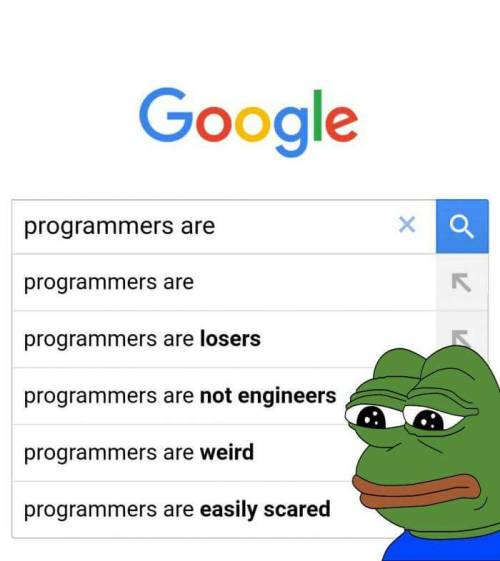 Google
programmers are
programmers are
programmers are losers
programmers are not engineers
programmers are weird
programmers are easily scared